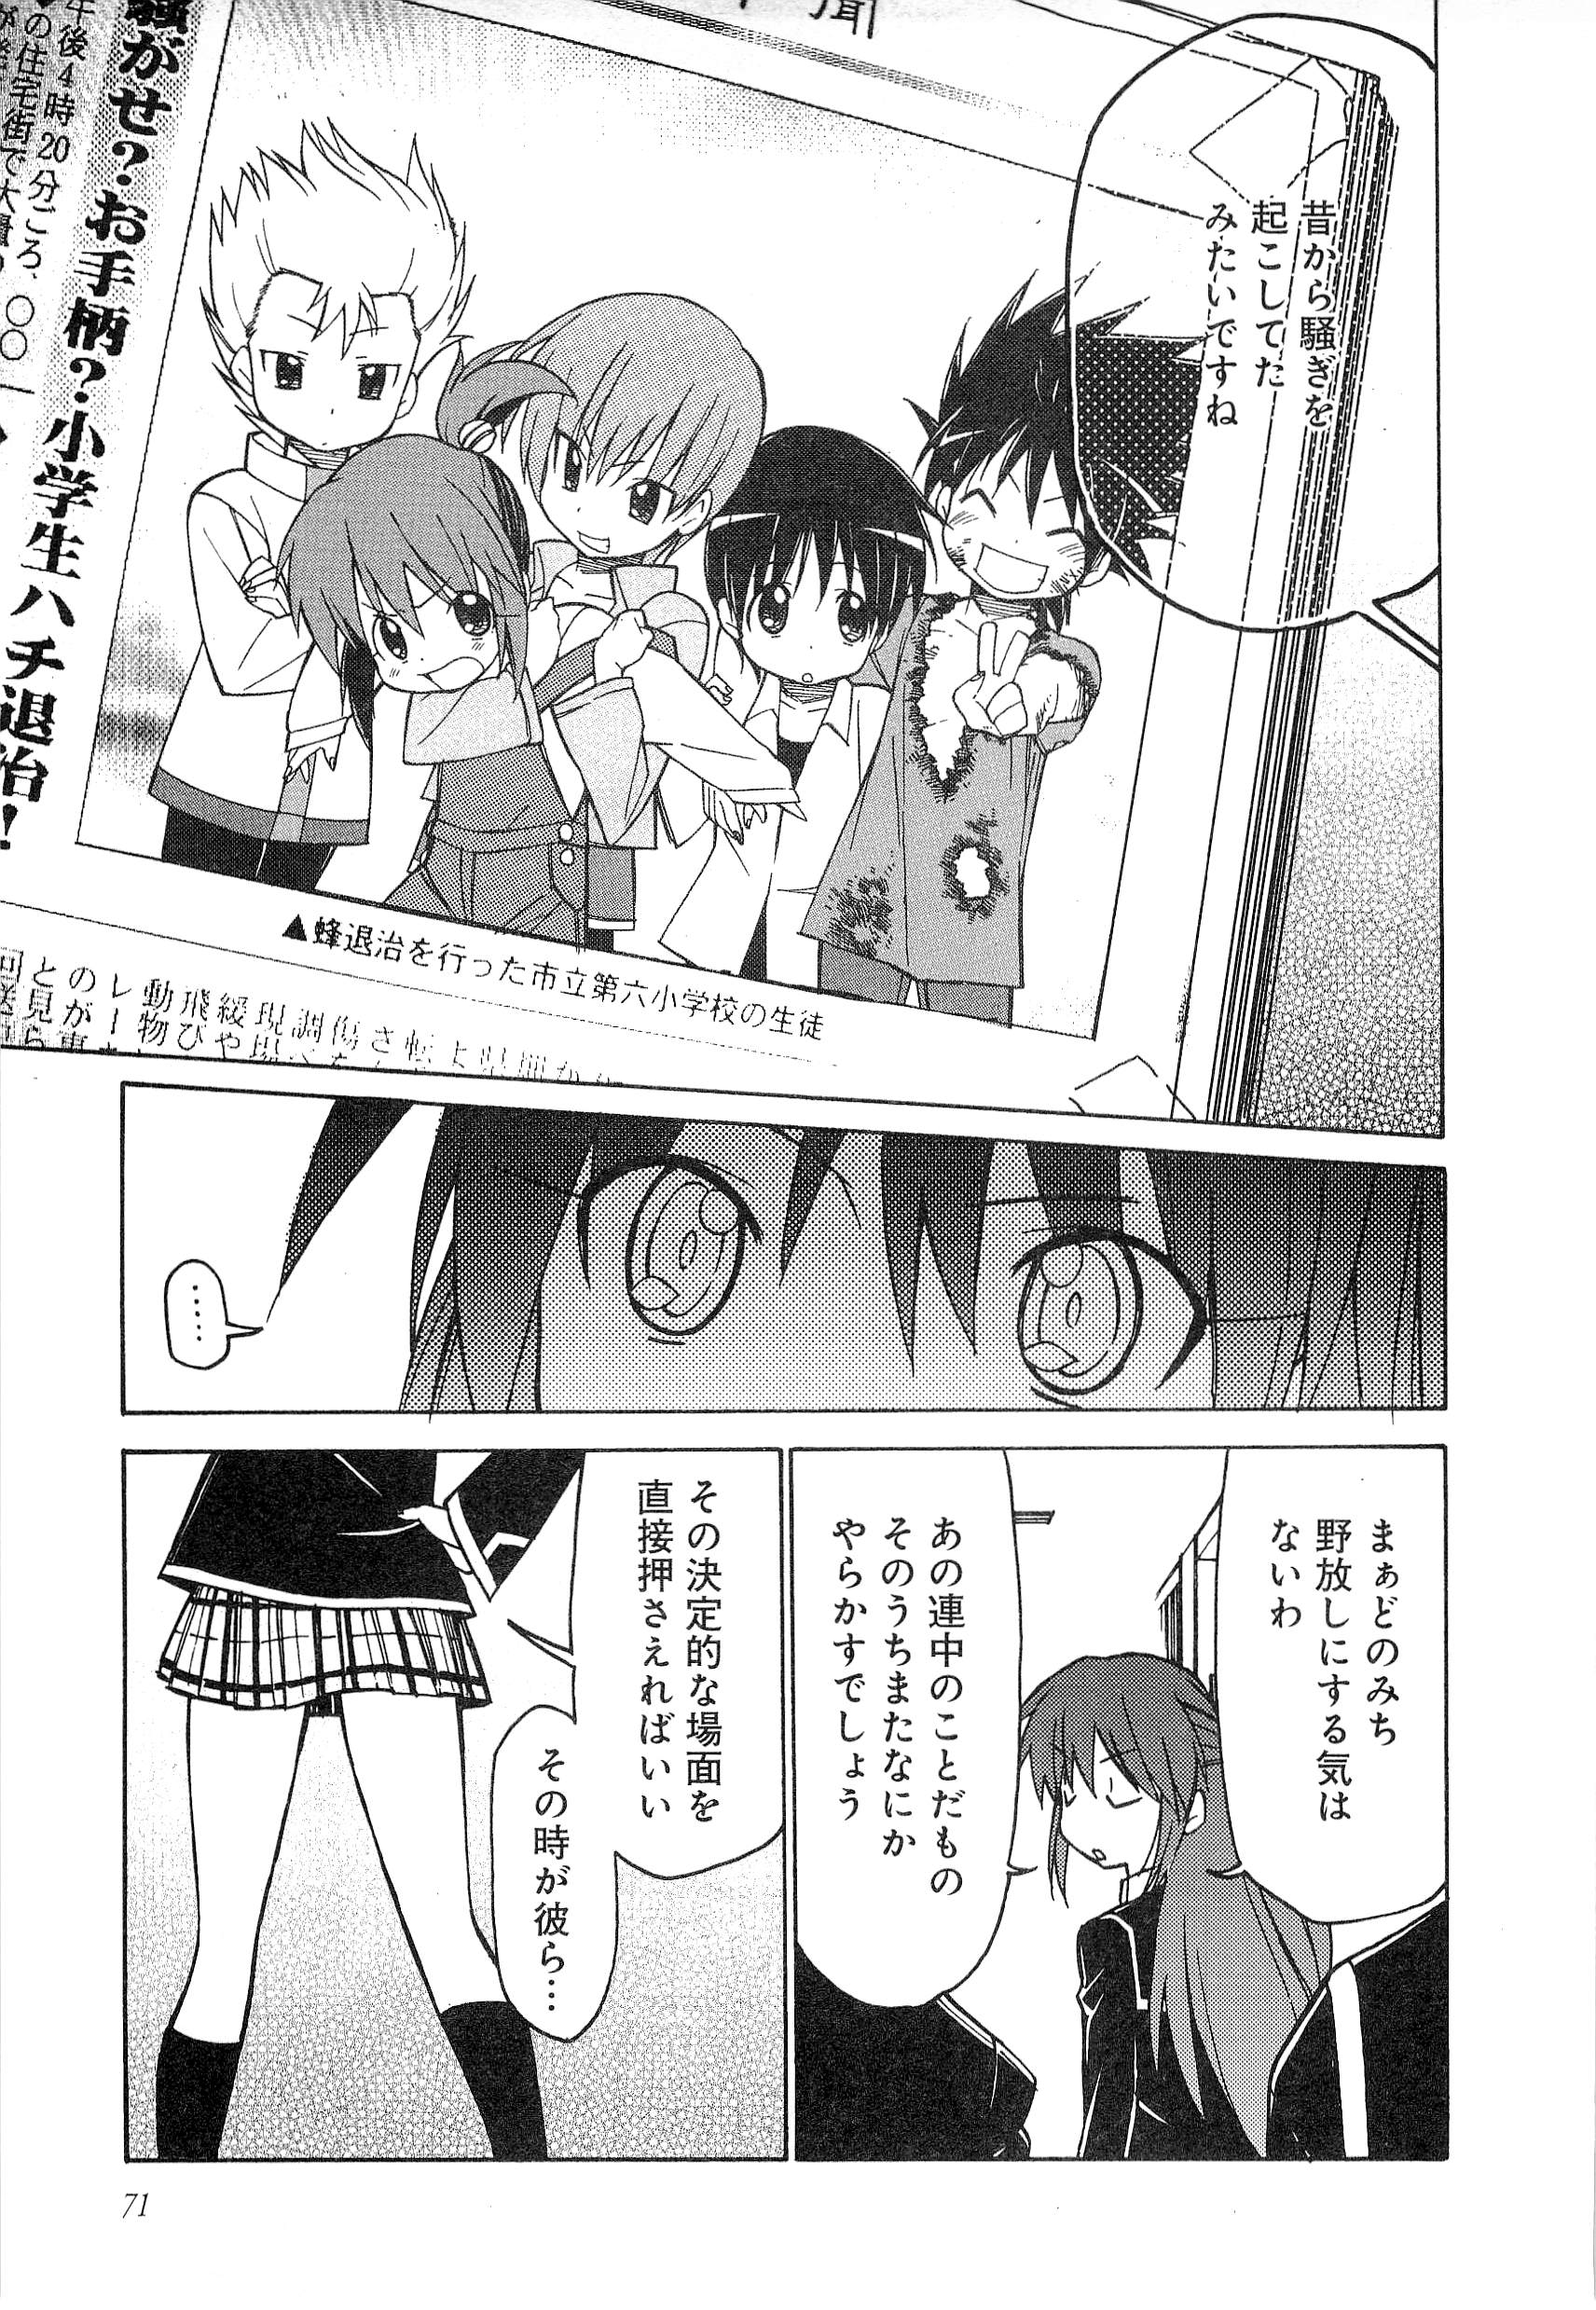 昔から騒ぎを
起こしてた
みたいですね
聞
騒がせ?お手柄?小学生ハチ退治!
午後4時20分ごろ、○○
の住宅街で大量の
▲蜂退治を行った市立第六小学校の生徒
……
まぁどのみち
野放しにする気は
ないわ
あの連中のことだもの
そのうちまたなにか
やらかすでしょう
その決定的な場面を
直接押さえればいい
その時が彼ら…
71